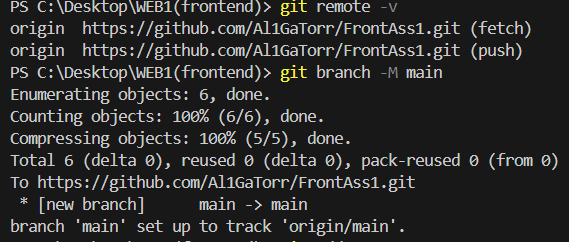 PS C:\Desktop\WEB1(frontend)> git remote -v
origin  https://github.com/Al1GaTorr/FrontAss1.git (fetch)
origin  https://github.com/Al1GaTorr/FrontAss1.git (push)
PS C:\Desktop\WEB1(frontend)> git branch -M main
Enumerating objects: 6, done.
Counting objects: 100% (6/6), done.
Compressing objects: 100% (5/5), done.
Total 6 (delta 0), reused 0 (delta 0), pack-reused 0 (from 0)
To https://github.com/Al1GaTorr/FrontAss1.git
 * [new branch]      main -> main
branch 'main' set up to track 'origin/main'.